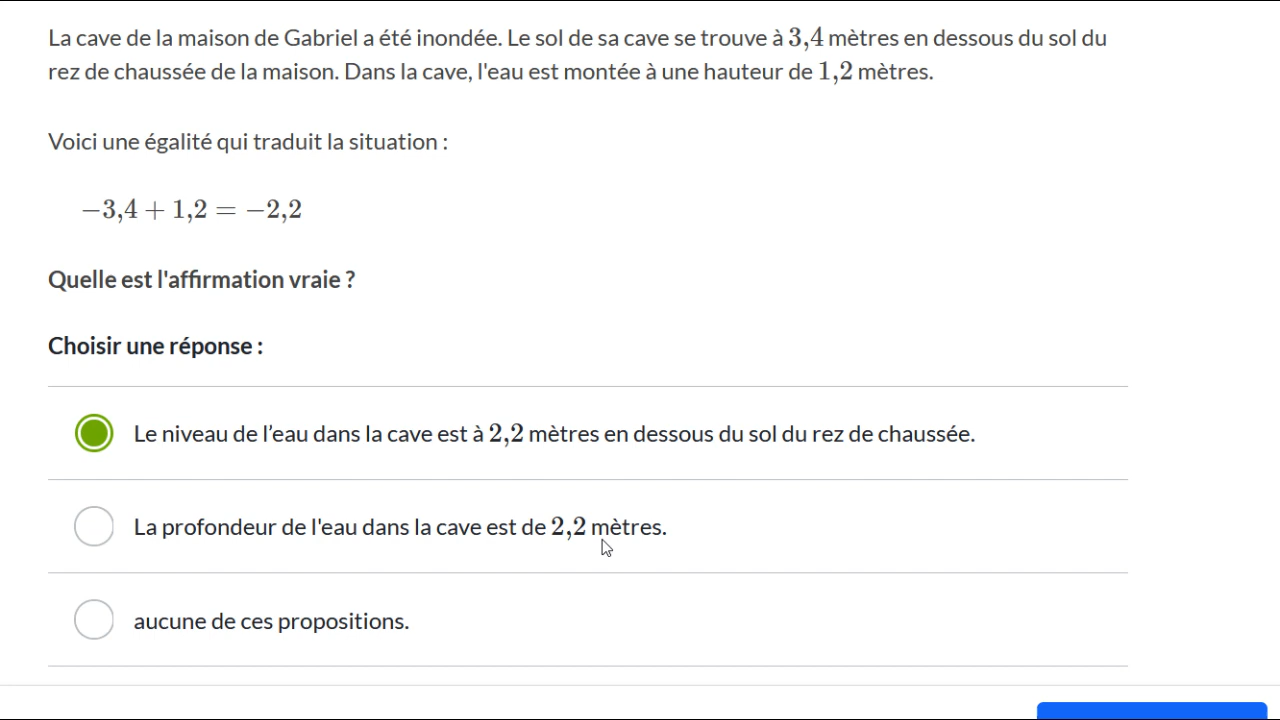 La cave de la maison de Gabriel a été inondée. Le sol de sa cave se trouve à 3,4 mètres en dessous du sol du
rez de chaussée de la maison. Dans la cave, l'eau est montée à une hauteur de 1,2 mètres.
Voici une égalité qui traduit la situation :
−3,4 + 1,2 = −2,2
Quelle est l'affirmation vraie ?
Choisir une réponse :
Le niveau de l’eau dans la cave est à 2,2 mètres en dessous du sol du rez de chaussée.
La profondeur de l'eau dans la cave est de 2,2 mètres.
aucune de ces propositions.